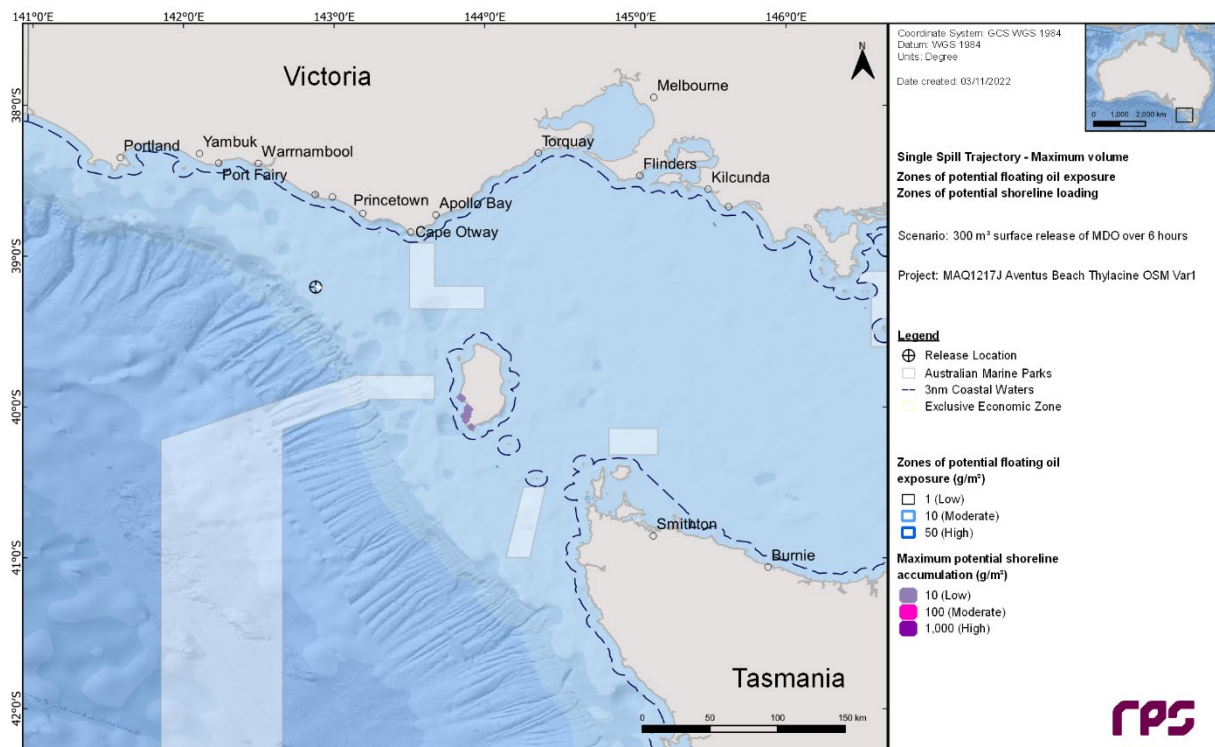 141°0'E 142°0'E 143°0'E 144°0'E 145°0'E 146°0'E
38°0'S
39°0'S
40°0'S
41°0'S
42°0'S
Victoria
N
Melbourne
Portland
Yambuk
Warrnambool
Port Fairy
Torquay
Flinders
Kilcunda
Princetown
Apollo Bay
Cape Otway
Smithton
Burnie
Tasmania
0 50 100 150 km
Coordinate System: GCS WGS 1984
Datum: WGS 1984
Units: Degree
Date created: 03/11/2022
0 1,000 2,000 km
Single Spill Trajectory - Maximum volume
Zones of potential floating oil exposure
Zones of potential shoreline loading
Scenario: 300 m³ surface release of MDO over 6 hours
Project: MAQ1217J Aventus Beach Thylacine OSM Var1
Legend
Release Location
Australian Marine Parks
3nm Coastal Waters
Exclusive Economic Zone
Zones of potential floating oil
exposure (g/m²)
1 (Low)
10 (Moderate)
50 (High)
Maximum potential shoreline
accumulation (g/m²)
10 (Low)
100 (Moderate)
1,000 (High)
rps